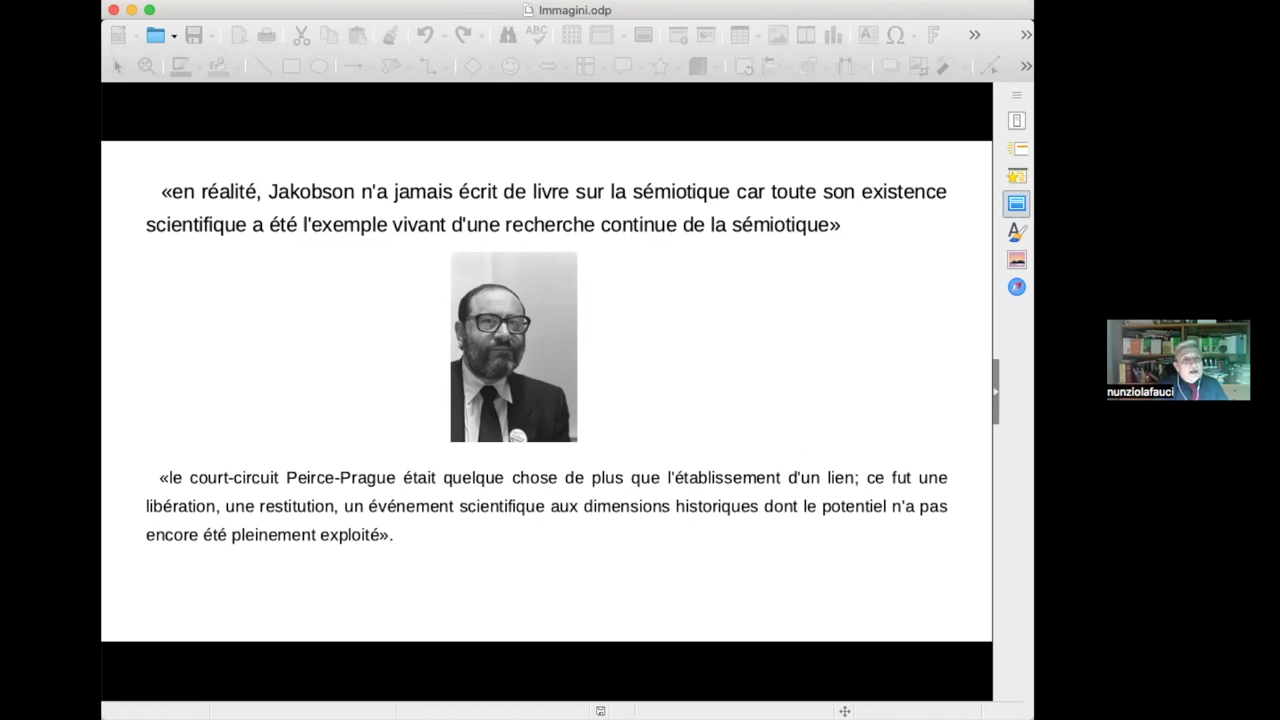 Immagini.odp
ABC
«en réalité, Jakobson n'a jamais écrit de livre sur la sémiotique car toute son existence
scientifique a été l'exemple vivant d'une recherche continue de la sémiotique»
«le court-circuit Peirce-Prague était quelque chose de plus que l'établissement d'un lien; ce fut une
libération, une restitution, un événement scientifique aux dimensions historiques dont le potentiel n'a pas
encore été pleinement exploité».
nunziolafauci